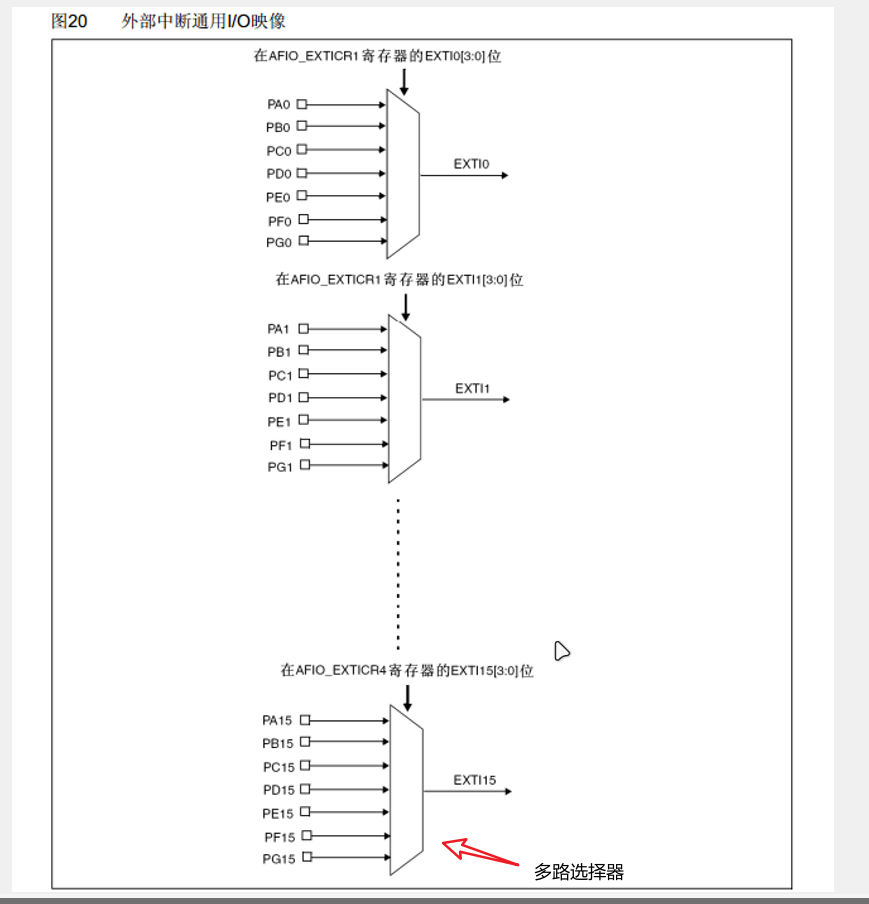 图20 外部中断通用I/O映像
在AFIO_EXTICR1寄存器的EXTI0[3:0]位
PA0
PB0
PC0
PD0
PE0
PF0
PG0
EXTI0
在AFIO_EXTICR1寄存器的EXTI1[3:0]位
PA1
PB1
PC1
PD1
PE1
PF1
PG1
EXTI1
在AFIO_EXTICR4寄存器的EXTI15[3:0]位
PA15
PB15
PC15
PD15
PE15
PF15
PG15
EXTI15
多路选择器